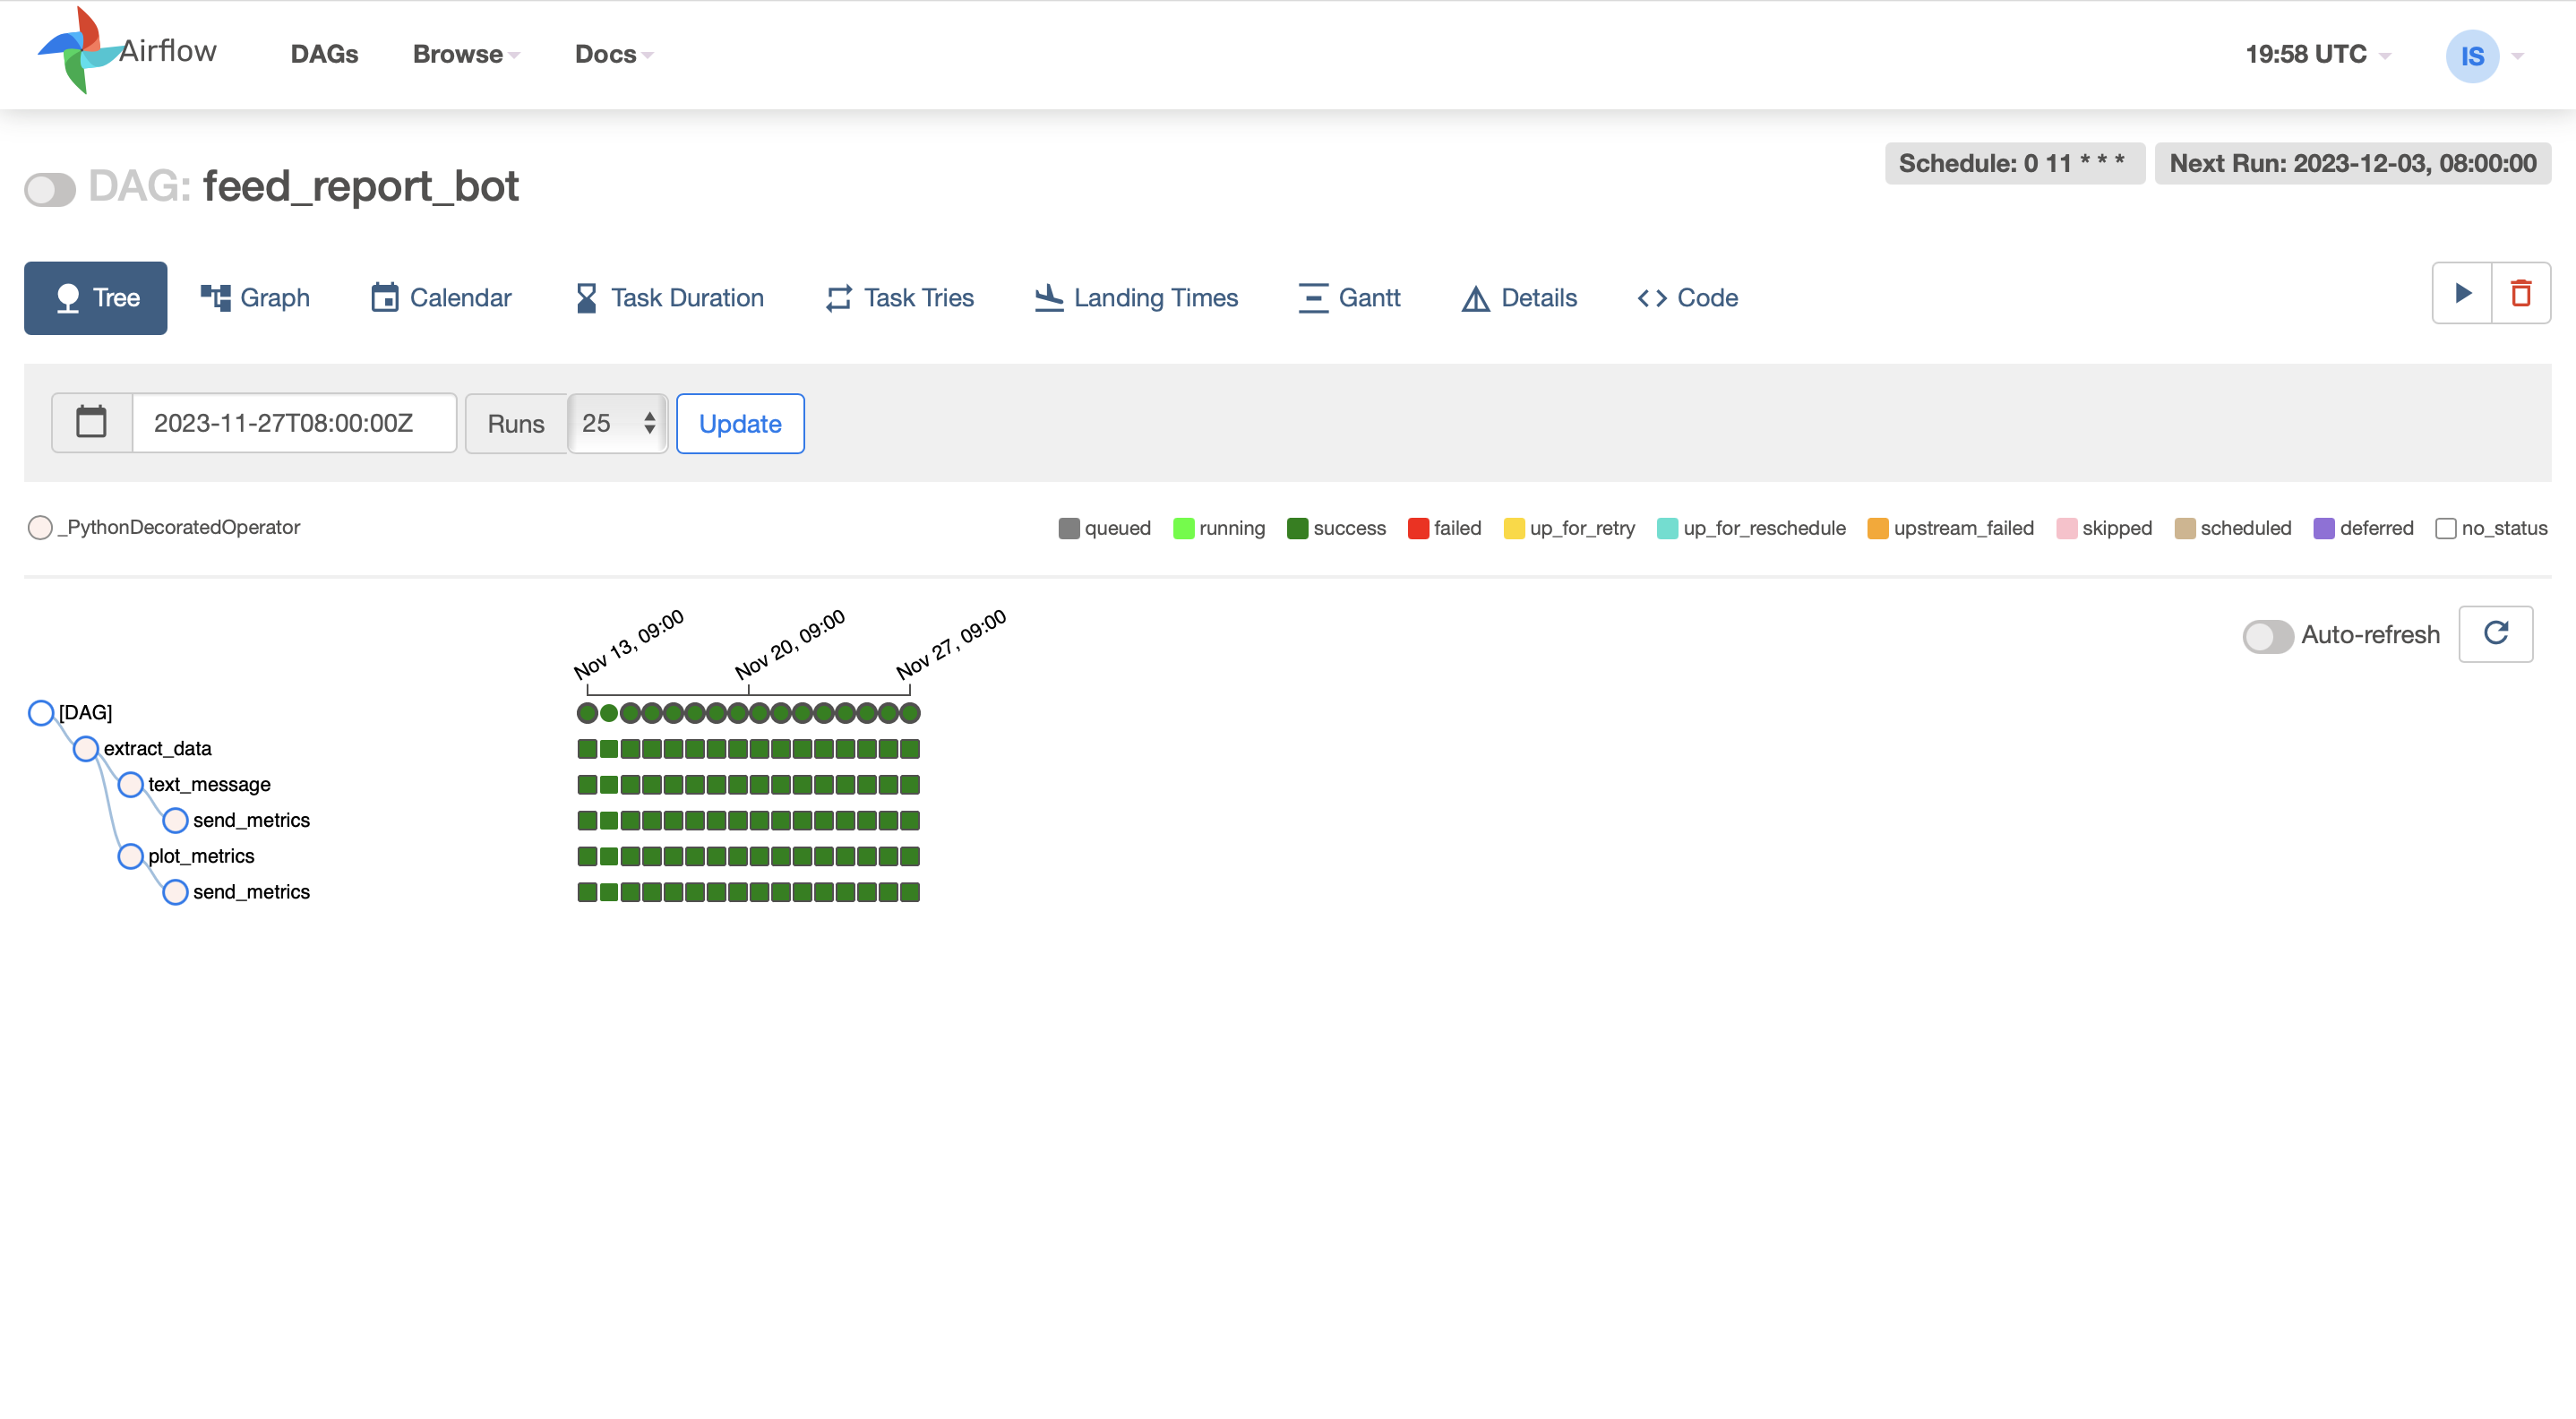 Airflow DAGs Browse Docs 19:58 UTC IS
Schedule: 0 11 * * * Next Run: 2023-12-03, 08:00:00
DAG: feed_report_bot
Tree Graph Calendar Task Duration Task Tries Landing Times Gantt Details Code
2023-11-27T08:00:00Z Runs 25 Update
_PythonDecoratedOperator queued running success failed up_for_retry up_for_reschedule upstream_failed skipped scheduled deferred no_status
Nov 13, 09:00 Nov 20, 09:00 Nov 27, 09:00 Auto-refresh
[DAG]
extract_data
text_message
send_metrics
plot_metrics
send_metrics